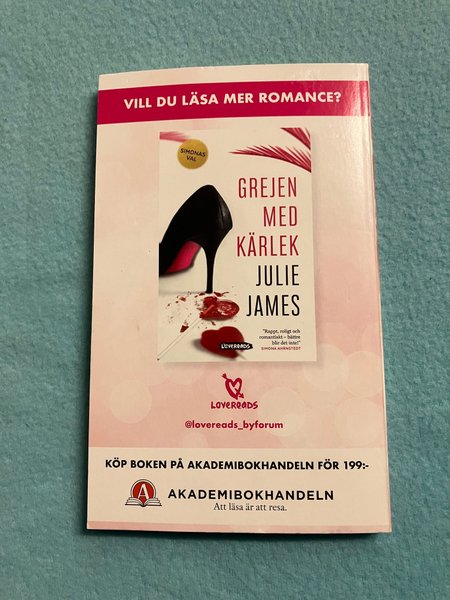 VILL DU LÄSA MER ROMANCE?
SIMONAS
VAL
GREJEN
MED
KÄRLEK
JULIE
JAMES
"Rappt, roligt och
romantiskt – bättre
blir det inte!"
SIMONA AHRNSTEDT
LOVEREADS
LOVEREADS
@lovereads_byforum
KÖP BOKEN PÅ AKADEMIBOKHANDELN FÖR 199:-
A
AKADEMIBOKHANDELN
Att läsa är att resa.